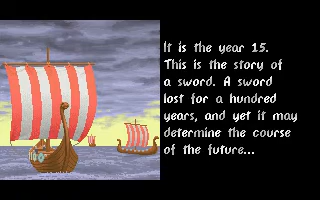 It is the year 15.
This is the story of
a sword. A sword
lost for a hundred
years, and yet it may
determine the course
of the future...